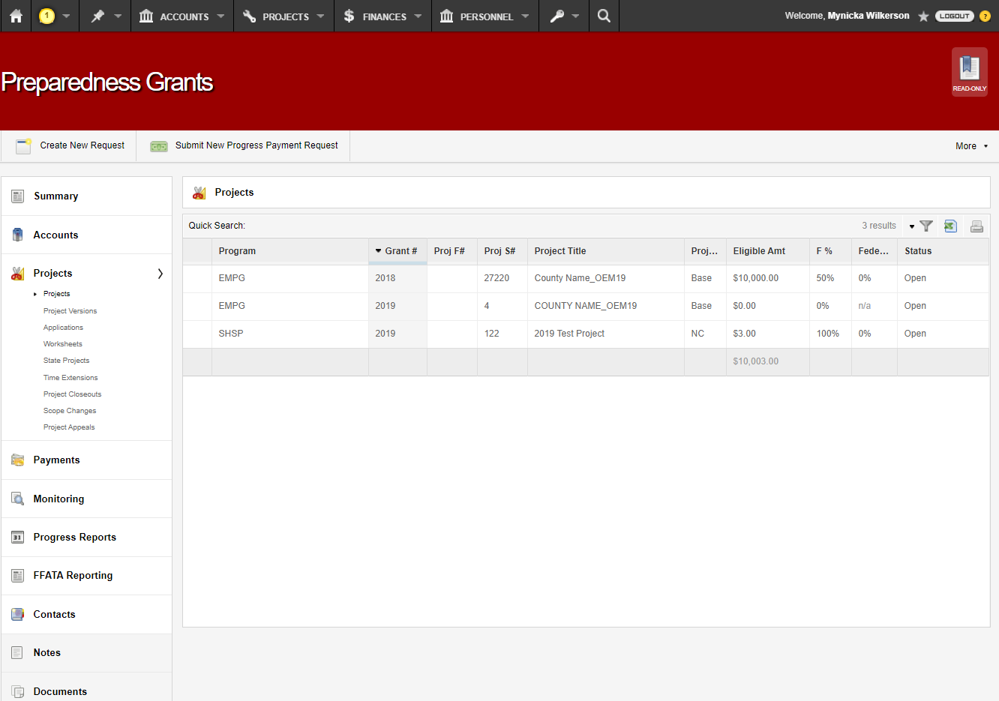 1 ACCOUNTS PROJECTS FINANCES PERSONNEL Welcome, Mynicka Wilkerson LOGOUT ?
Preparedness Grants
READ-ONLY
Create New Request Submit New Progress Payment Request More
Summary
Accounts
Projects
Projects
Project Versions
Applications
Worksheets
State Projects
Time Extensions
Project Closeouts
Scope Changes
Project Appeals
Payments
Monitoring
31 Progress Reports
FFATA Reporting
Contacts
Notes
Documents
Projects
Quick Search: 3 results
Program Grant # Proj F# Proj S# Project Title Proj... Eligible Amt F % Fede... Status
EMPG 2018 27220 County Name_OEM19 Base $10,000.00 50% 0% Open
EMPG 2019 4 COUNTY NAME_OEM19 Base $0.00 0% n/a Open
SHSP 2019 122 2019 Test Project NC $3.00 100% 0% Open
$10,003.00